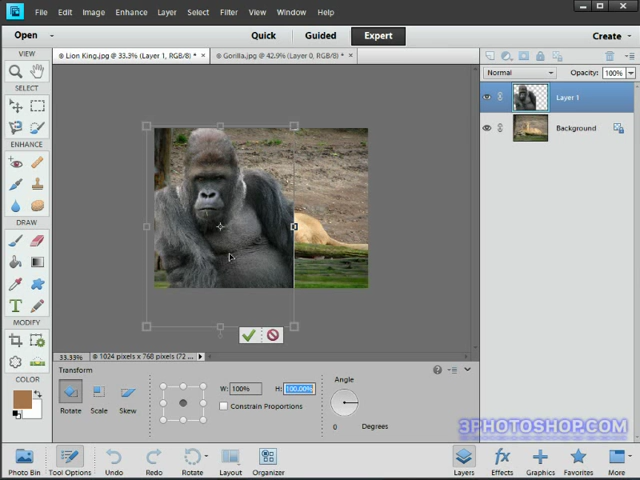 File Edit Image Enhance Layer Select Filter View Window Help
Open Quick Guided Expert Create
VIEW
Lion King.jpg @ 33.3% (Layer 1, RGB/8) * ×
Gorilla.jpg @ 42.9% (Layer 0, RGB/8) * ×
Normal Opacity: 100%
SELECT
Layer 1
Background
ENHANCE
DRAW
T
MODIFY
COLOR
33.33% 1024 pixels x 768 pixels (72 ...
Transform
Rotate Scale Skew
W: 100% H: 100.00%
Constrain Proportions
Angle
0 Degrees
3PHOTOSHOP.COM
Photo Bin Tool Options Undo Redo Rotate Layout Organizer Layers Effects Graphics Favorites More